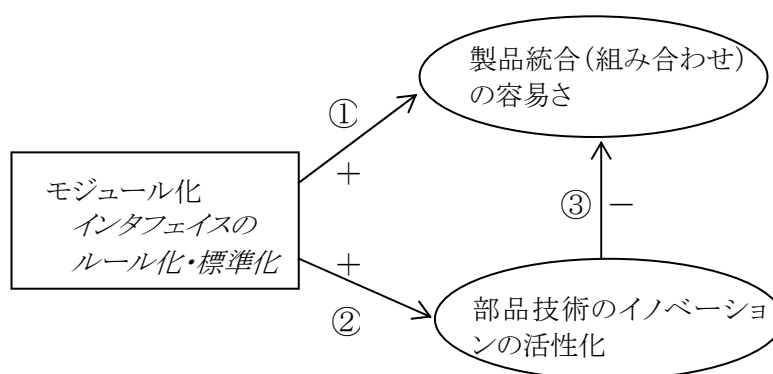 製品統合(組み合わせ)
の容易さ
①
+
モジュール化
インタフェイスの
ルール化・標準化
③
−
+
②
部品技術のイノベーショ
ンの活性化